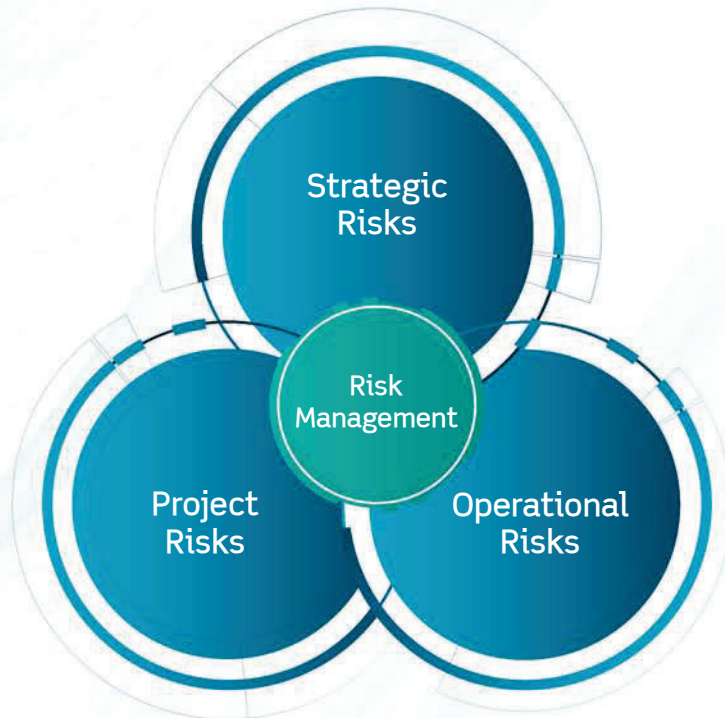 Strategic
Risks
Risk
Management
Project
Risks
Operational
Risks